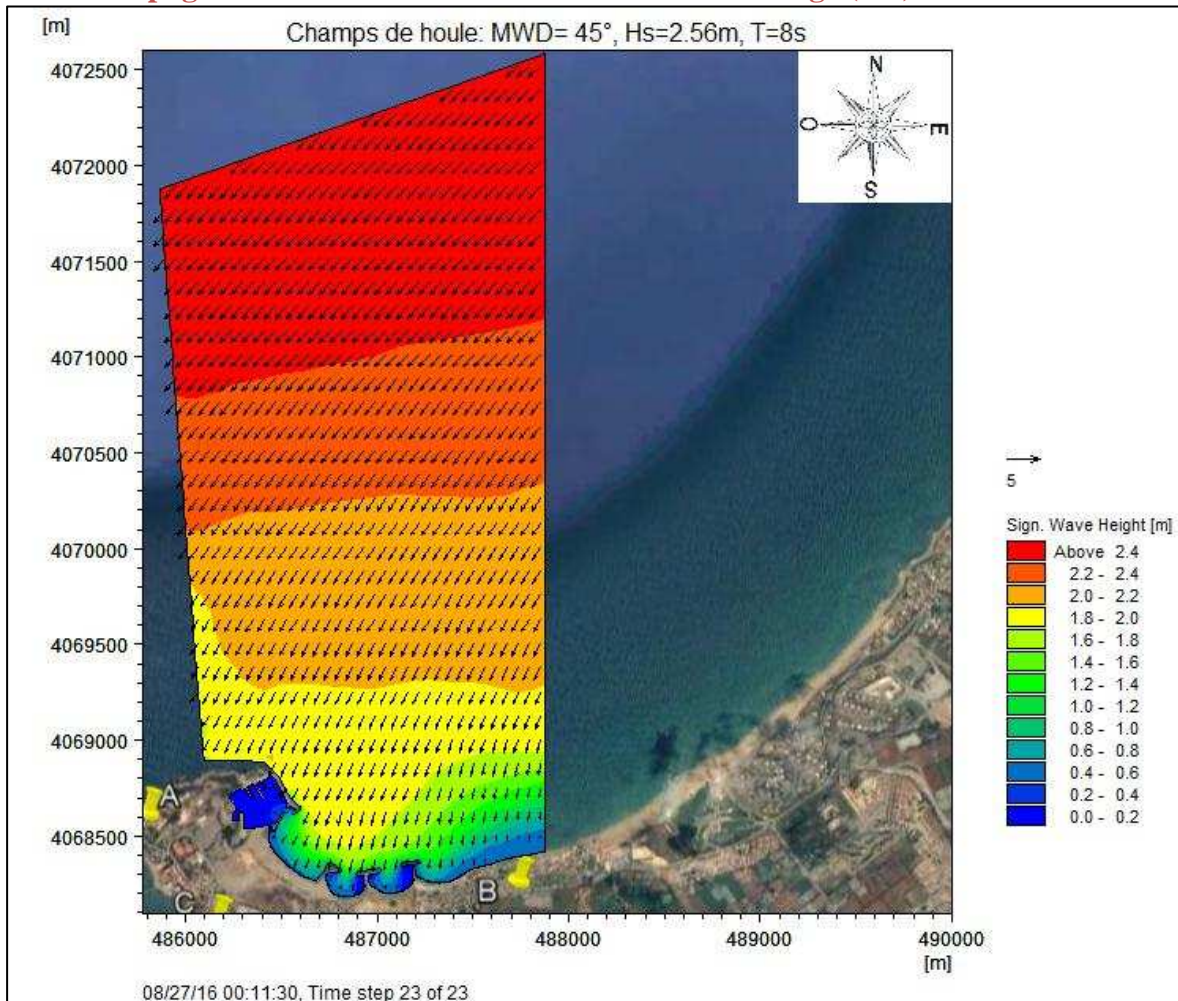 [m]
Champs de houle: MWD= 45°, Hs=2.56m, T=8s
4072500
4072000
4071500
4071000
4070500
4070000
4069500
4069000
4068500
N
O
E
S
A
B
C
5
Sign. Wave Height [m]
Above 2.4
2.2 - 2.4
2.0 - 2.2
1.8 - 2.0
1.6 - 1.8
1.4 - 1.6
1.2 - 1.4
1.0 - 1.2
0.8 - 1.0
0.6 - 0.8
0.4 - 0.6
0.2 - 0.4
0.0 - 0.2
486000 487000 488000 489000 490000
[m]
08/27/16 00:11:30, Time step 23 of 23